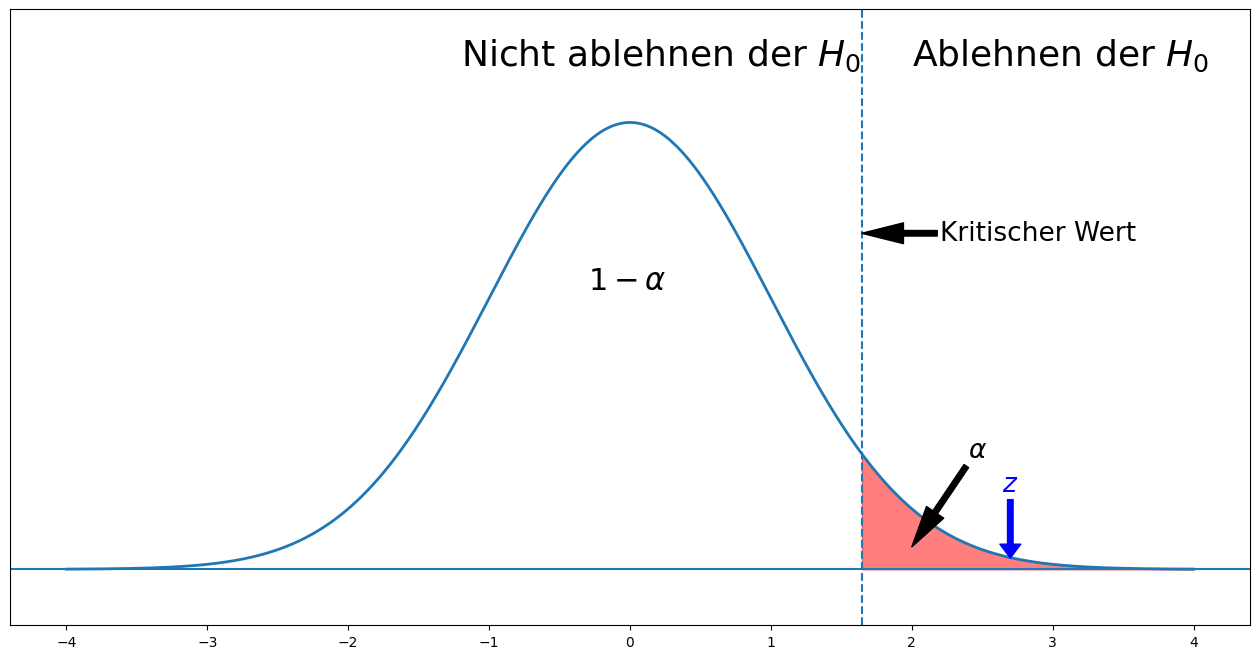 Nicht ablehnen der H₀ Ablehnen der H₀
Kritischer Wert
1 − α
α
z
−4 −3 −2 −1 0 1 2 3 4